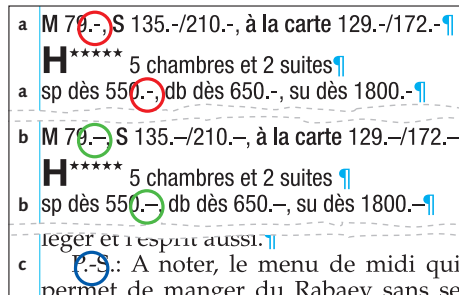 a M 79.-, S 135.-/210.-, à la carte 129.-/172.-¶
H★★★★★ 5 chambres et 2 suites¶
a sp dès 550.-, db dès 650.-, su dès 1800.-¶
b M 79.–, S 135.–/210.–, à la carte 129.–/172.–
H★★★★★ 5 chambres et 2 suites ¶
b sp dès 550.–, db dès 650.–, su dès 1800.–¶
léger et l'esprit aussi.¶
c P.-S.: A noter, le menu de midi qui
permet de manger du Rabaey sans se